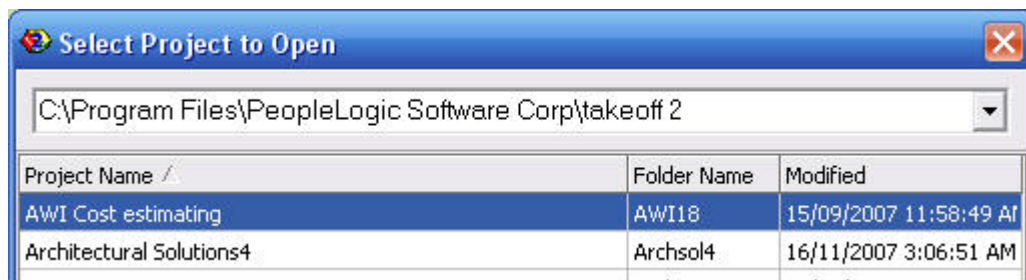 Select Project to Open
C:\Program Files\PeopleLogic Software Corp\takeoff 2
Project Name Folder Name Modified
AWI Cost estimating AWI18 15/09/2007 11:58:49 AM
Architectural Solutions4 Archsol4 16/11/2007 3:06:51 AM